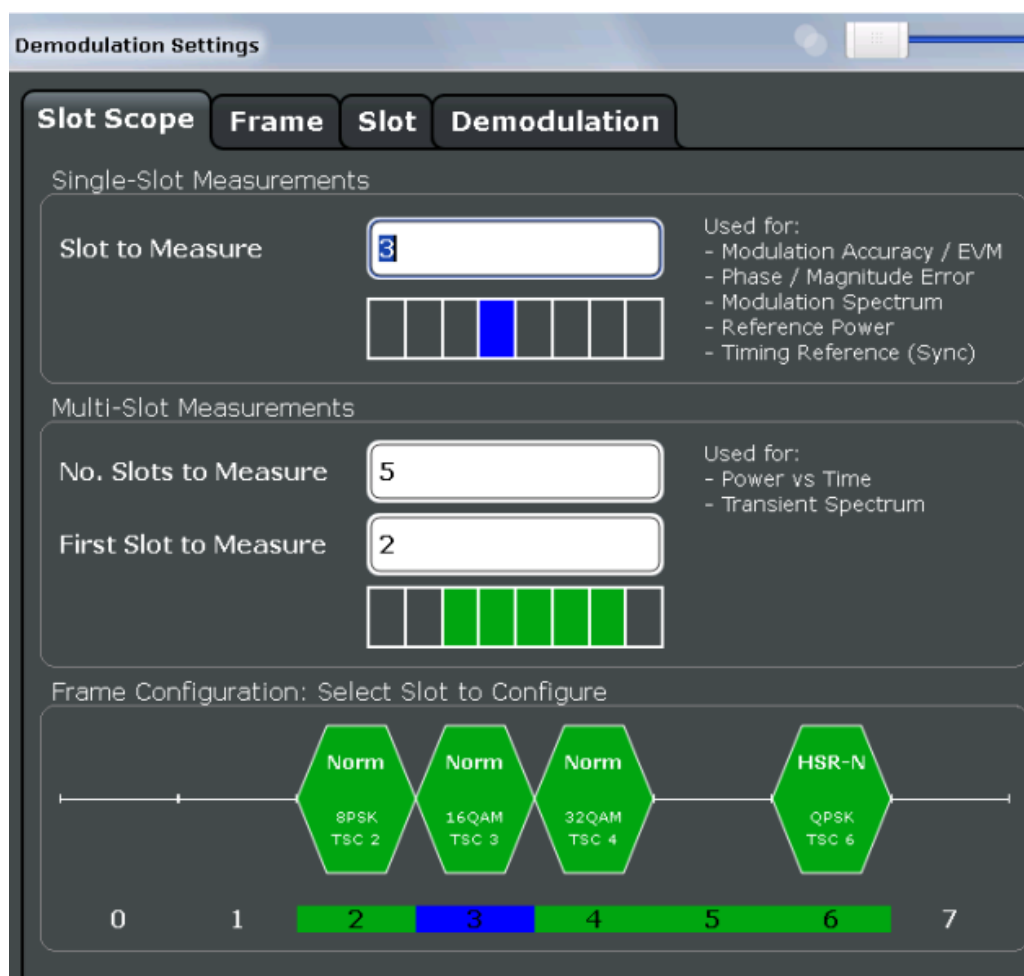 Demodulation Settings
Slot Scope Frame Slot Demodulation
Single-Slot Measurements
Slot to Measure 3
Used for:
- Modulation Accuracy / EVM
- Phase / Magnitude Error
- Modulation Spectrum
- Reference Power
- Timing Reference (Sync)
Multi-Slot Measurements
No. Slots to Measure 5
First Slot to Measure 2
Used for:
- Power vs Time
- Transient Spectrum
Frame Configuration: Select Slot to Configure
Norm Norm Norm HSR-N
8PSK 16QAM 32QAM QPSK
TSC 2 TSC 3 TSC 4 TSC 6
0 1 2 3 4 5 6 7